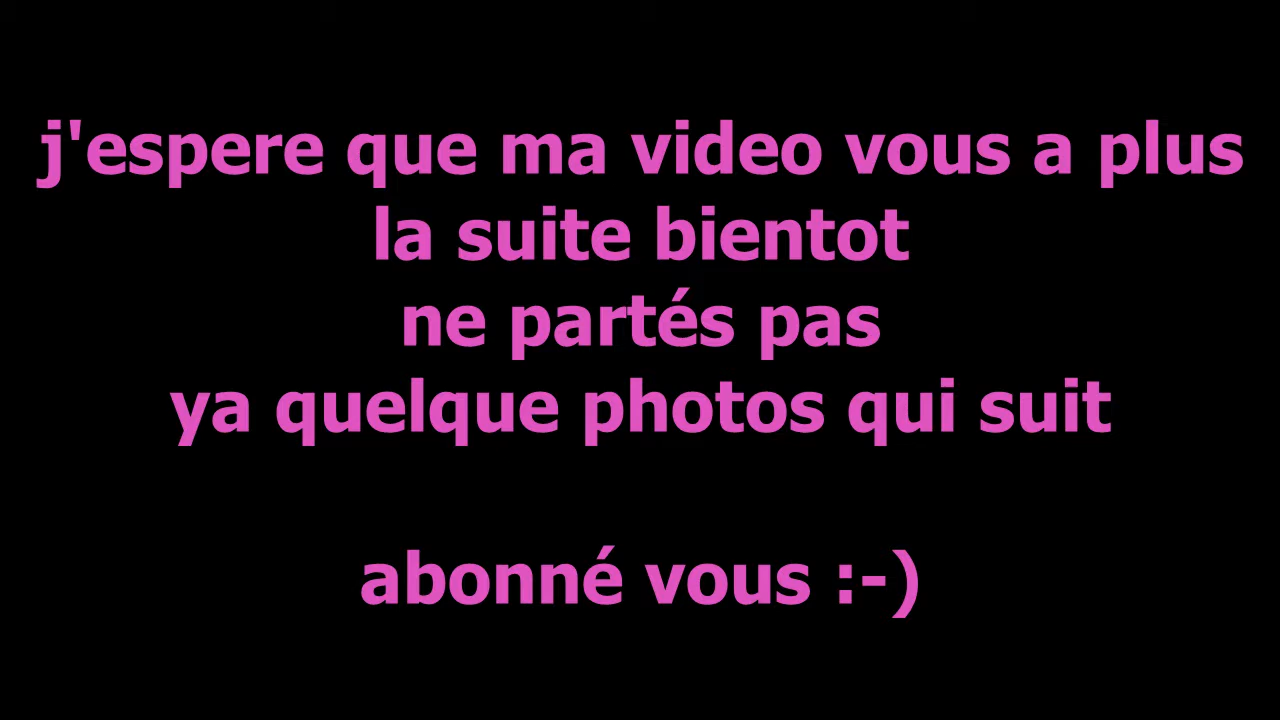 j'espere que ma video vous a plus
la suite bientot
ne partés pas
ya quelque photos qui suit
abonné vous :-)